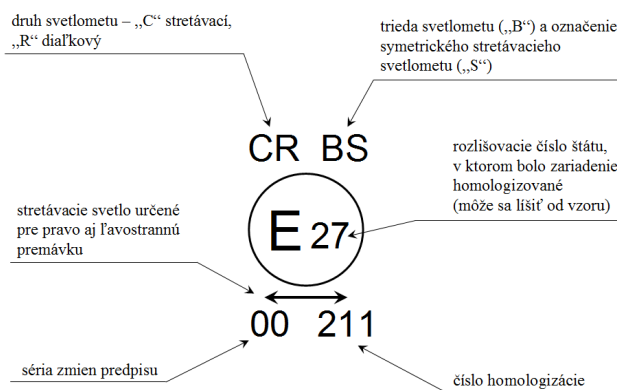 druh svetlometu – „C“ stretávací,
„R“ diaľkový
trieda svetlometu („B“) a označenie
symetrického stretávacieho
svetlometu („S“)
CR BS
rozlišovacie číslo štátu,
v ktorom bolo zariadenie
homologizované
(môže sa líšiť od vzoru)
E 27
stretávacie svetlo určené
pre pravo aj ľavostrannú
premávku
00 211
séria zmien predpisu
číslo homologizácie